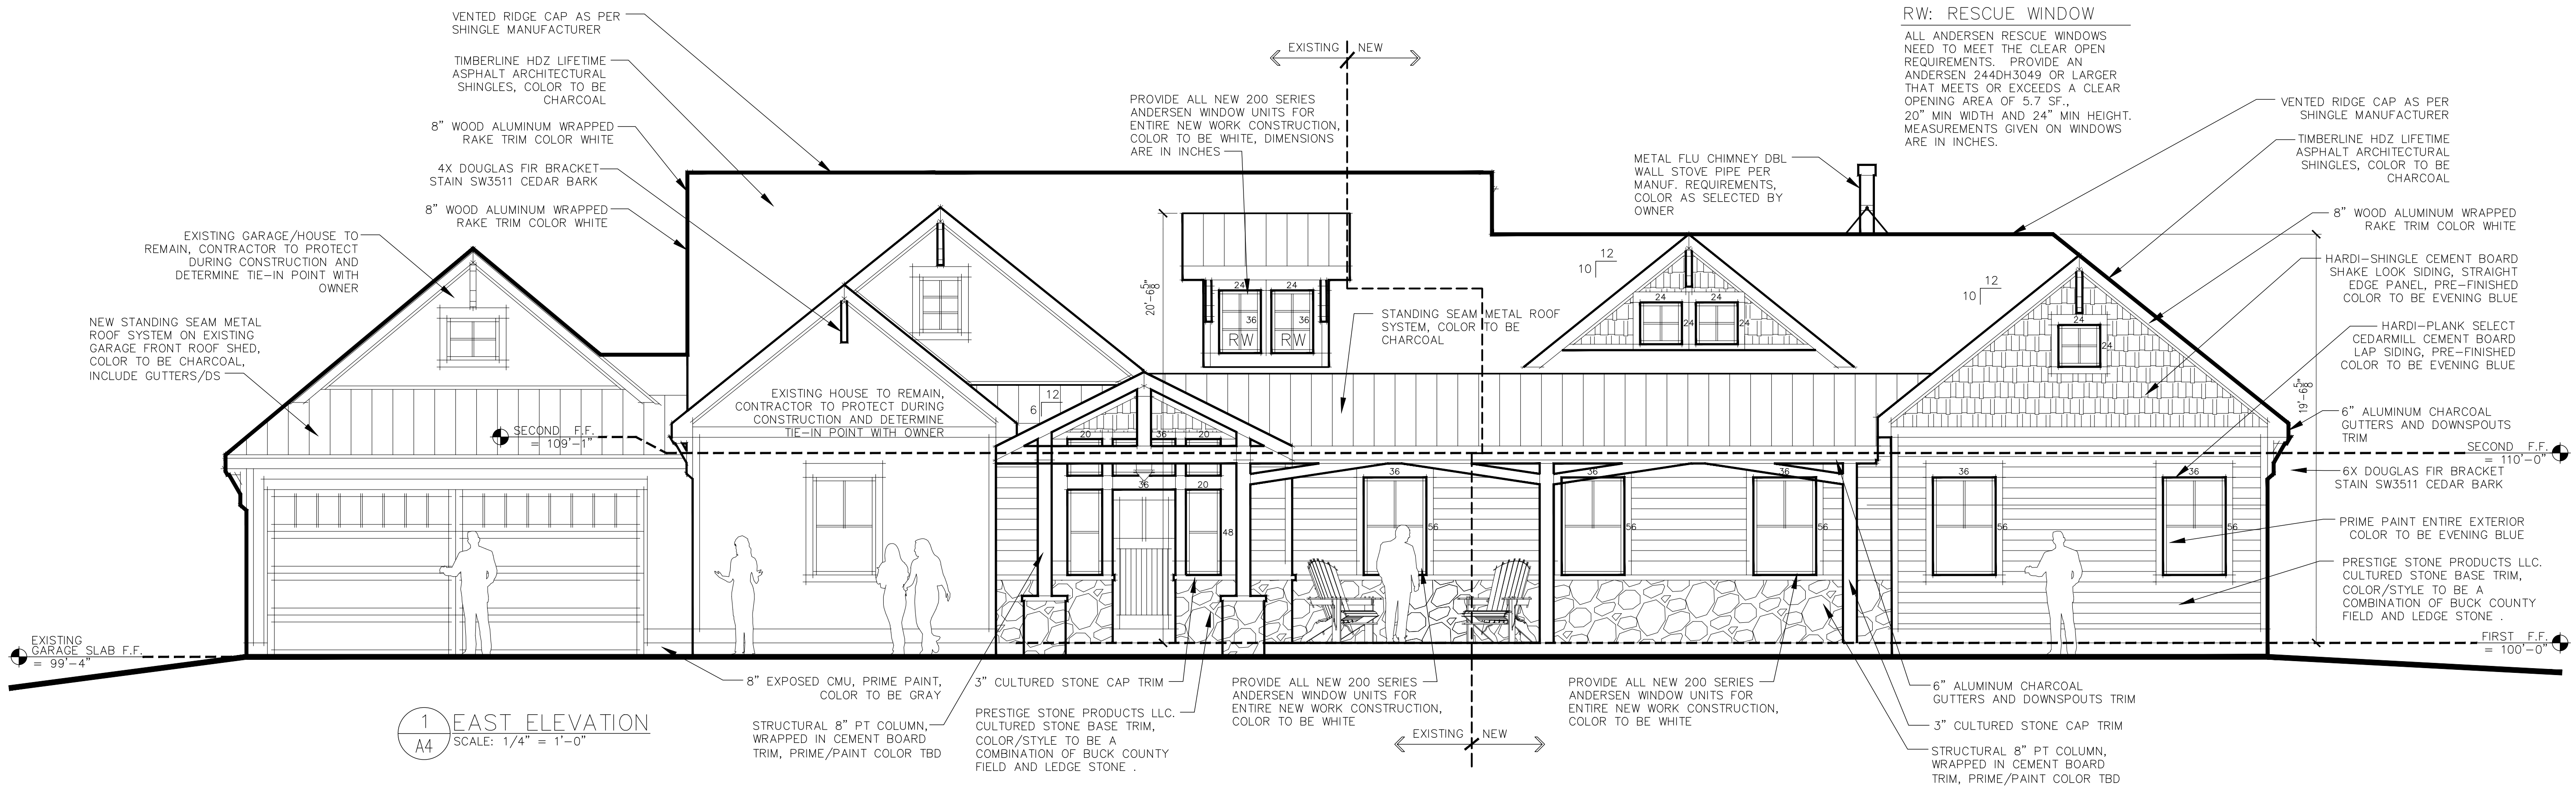 VENTED RIDGE CAP AS PER
SHINGLE MANUFACTURER
TIMBERLINE HDZ LIFETIME
ASPHALT ARCHITECTURAL
SHINGLES, COLOR TO BE
CHARCOAL
8" WOOD ALUMINUM WRAPPED
RAKE TRIM COLOR WHITE
4X DOUGLAS FIR BRACKET
STAIN SW3511 CEDAR BARK
8" WOOD ALUMINUM WRAPPED
RAKE TRIM COLOR WHITE
EXISTING GARAGE/HOUSE TO
REMAIN, CONTRACTOR TO PROTECT
DURING CONSTRUCTION AND
DETERMINE TIE-IN POINT WITH
OWNER
NEW STANDING SEAM METAL
ROOF SYSTEM ON EXISTING
GARAGE FRONT ROOF SHED,
COLOR TO BE CHARCOAL,
INCLUDE GUTTERS/DS
SECOND F.F.
= 109'-1"
EXISTING
GARAGE SLAB F.F.
= 99'-4"
EXISTING HOUSE TO REMAIN,
CONTRACTOR TO PROTECT DURING
CONSTRUCTION AND DETERMINE
TIE-IN POINT WITH OWNER
EXISTING NEW
PROVIDE ALL NEW 200 SERIES
ANDERSEN WINDOW UNITS FOR
ENTIRE NEW WORK CONSTRUCTION,
COLOR TO BE WHITE, DIMENSIONS
ARE IN INCHES
20'-6 5/8"
24
24
36
36
RW
RW
12
6
20
36
20
36
20
48
STANDING SEAM METAL ROOF
SYSTEM, COLOR TO BE
CHARCOAL
METAL FLU CHIMNEY DBL
WALL STOVE PIPE PER
MANUF. REQUIREMENTS,
COLOR AS SELECTED BY
OWNER
12
10
24
24
24
24
12
10
24
24
36
56
36
56
36
56
36
56
36
56
RW: RESCUE WINDOW
ALL ANDERSEN RESCUE WINDOWS
NEED TO MEET THE CLEAR OPEN
REQUIREMENTS. PROVIDE AN
ANDERSEN 244DH3049 OR LARGER
THAT MEETS OR EXCEEDS A CLEAR
OPENING AREA OF 5.7 SF.,
20" MIN WIDTH AND 24" MIN HEIGHT.
MEASUREMENTS GIVEN ON WINDOWS
ARE IN INCHES.
VENTED RIDGE CAP AS PER
SHINGLE MANUFACTURER
TIMBERLINE HDZ LIFETIME
ASPHALT ARCHITECTURAL
SHINGLES, COLOR TO BE
CHARCOAL
8" WOOD ALUMINUM WRAPPED
RAKE TRIM COLOR WHITE
HARDI-SHINGLE CEMENT BOARD
SHAKE LOOK SIDING, STRAIGHT
EDGE PANEL, PRE-FINISHED
COLOR TO BE EVENING BLUE
HARDI-PLANK SELECT
CEDARMILL CEMENT BOARD
LAP SIDING, PRE-FINISHED
COLOR TO BE EVENING BLUE
19'-6 5/8"
6" ALUMINUM CHARCOAL
GUTTERS AND DOWNSPOUTS
TRIM
SECOND F.F.
= 110'-0"
6X DOUGLAS FIR BRACKET
STAIN SW3511 CEDAR BARK
PRIME PAINT ENTIRE EXTERIOR
COLOR TO BE EVENING BLUE
PRESTIGE STONE PRODUCTS LLC.
CULTURED STONE BASE TRIM,
COLOR/STYLE TO BE A
COMBINATION OF BUCK COUNTY
FIELD AND LEDGE STONE .
FIRST F.F.
= 100'-0"
8" EXPOSED CMU, PRIME PAINT,
COLOR TO BE GRAY
STRUCTURAL 8" PT COLUMN,
WRAPPED IN CEMENT BOARD
TRIM, PRIME/PAINT COLOR TBD
3" CULTURED STONE CAP TRIM
PRESTIGE STONE PRODUCTS LLC.
CULTURED STONE BASE TRIM,
COLOR/STYLE TO BE A
COMBINATION OF BUCK COUNTY
FIELD AND LEDGE STONE .
PROVIDE ALL NEW 200 SERIES
ANDERSEN WINDOW UNITS FOR
ENTIRE NEW WORK CONSTRUCTION,
COLOR TO BE WHITE
EXISTING NEW
PROVIDE ALL NEW 200 SERIES
ANDERSEN WINDOW UNITS FOR
ENTIRE NEW WORK CONSTRUCTION,
COLOR TO BE WHITE
6" ALUMINUM CHARCOAL
GUTTERS AND DOWNSPOUTS TRIM
3" CULTURED STONE CAP TRIM
STRUCTURAL 8" PT COLUMN,
WRAPPED IN CEMENT BOARD
TRIM, PRIME/PAINT COLOR TBD
1
A4
EAST ELEVATION
SCALE: 1/4" = 1'-0"